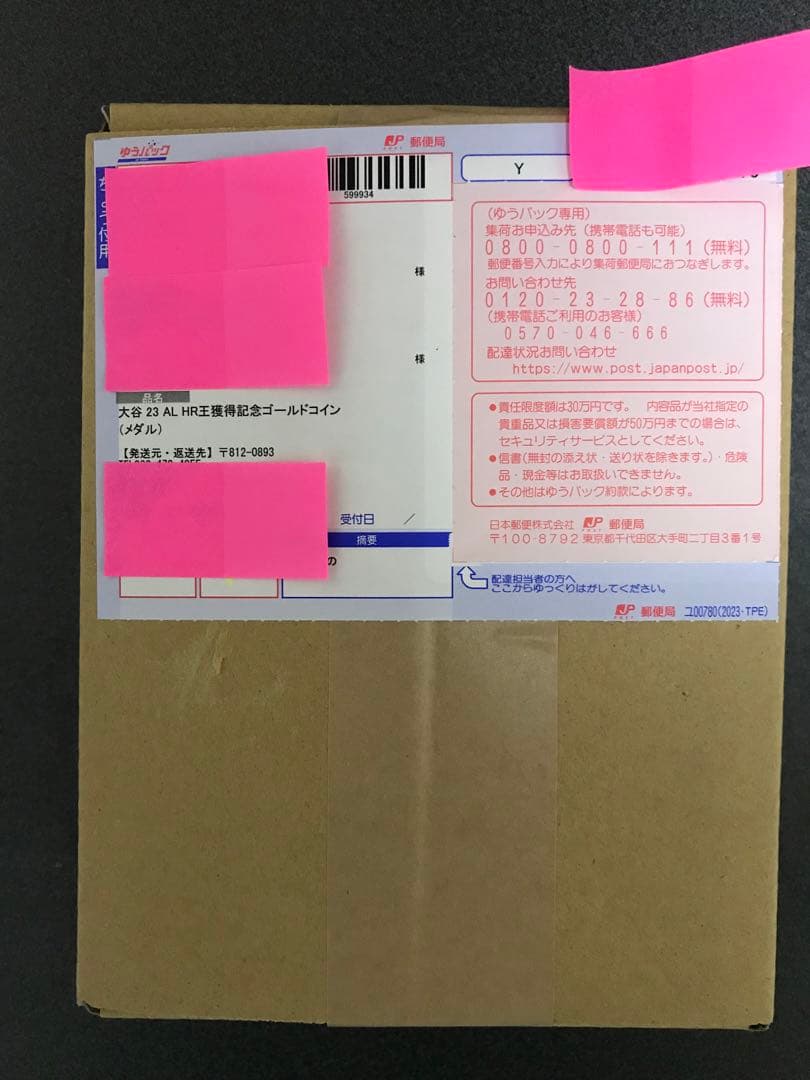 ゆうパック
JP 郵便局
POST
599934
Y
様
様
品名
大谷 23 AL HR王獲得記念ゴールドコイン
(メダル)
【発送元・返送先】〒812-0893
受付日 ／
摘要
の
(ゆうパック専用)
集荷お申込み先(携帯電話も可能)
0800-0800-111(無料)
郵便番号入力により集荷郵便局におつなぎします。
お問い合わせ先
0120-23-28-86(無料)
(携帯電話ご利用のお客様)
0570-046-666
配達状況お問い合わせ
https://www.post.japanpost.jp/
●責任限度額は30万円です。 内容品が当社指定の
貴重品又は損害要償額が50万円までの場合は、
セキュリティサービスとしてください。
●信書(無封の添え状・送り状を除きます。)・危険
品・現金等はお取扱いできません。
●その他はゆうパック約款によります。
日本郵便株式会社 JP 郵便局
〒100-8792 東京都千代田区大手町二丁目3番1号
配達担当者の方へ
ここからゆっくりはがしてください。
JP 郵便局 ユ00780(2023・TPE)